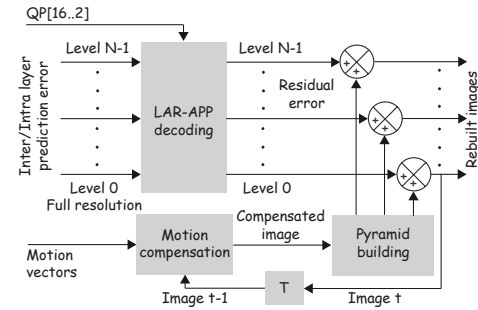 QP[16..2]
Level N-1
Level N-1
Inter/Intra layer
prediction error
LAR-APP
decoding
Residual
error
+
+
+
+
+
+
Rebuilt images
Level 0
Full resolution
Level 0
Motion
vectors
Motion
compensation
Compensated
image
Pyramid
building
Image t-1
T
Image t